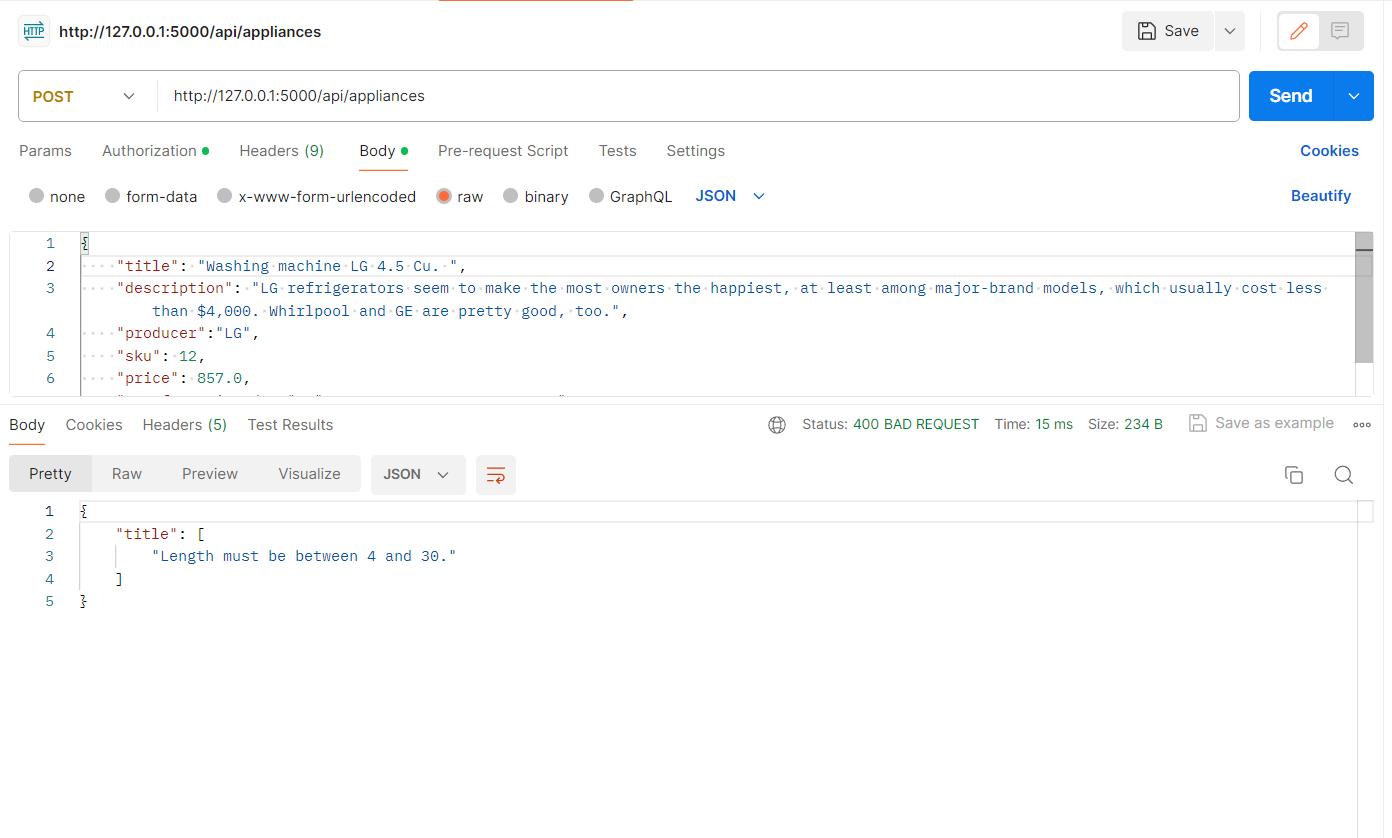 HTTP http://127.0.0.1:5000/api/appliances Save
POST http://127.0.0.1:5000/api/appliances Send
Params Authorization Headers (9) Body Pre-request Script Tests Settings Cookies
none form-data x-www-form-urlencoded raw binary GraphQL JSON Beautify
1 {
2 "title": "Washing machine LG 4.5 Cu. ",
3 "description": "LG refrigerators seem to make the most owners the happiest, at least among major-brand models, which usually cost less
than $4,000. Whirlpool and GE are pretty good, too.",
4 "producer":"LG",
5 "sku": 12,
6 "price": 857.0,
Body Cookies Headers (5) Test Results Status: 400 BAD REQUEST Time: 15 ms Size: 234 B Save as example
Pretty Raw Preview Visualize JSON
1 {
2 "title": [
3 "Length must be between 4 and 30."
4 ]
5 }